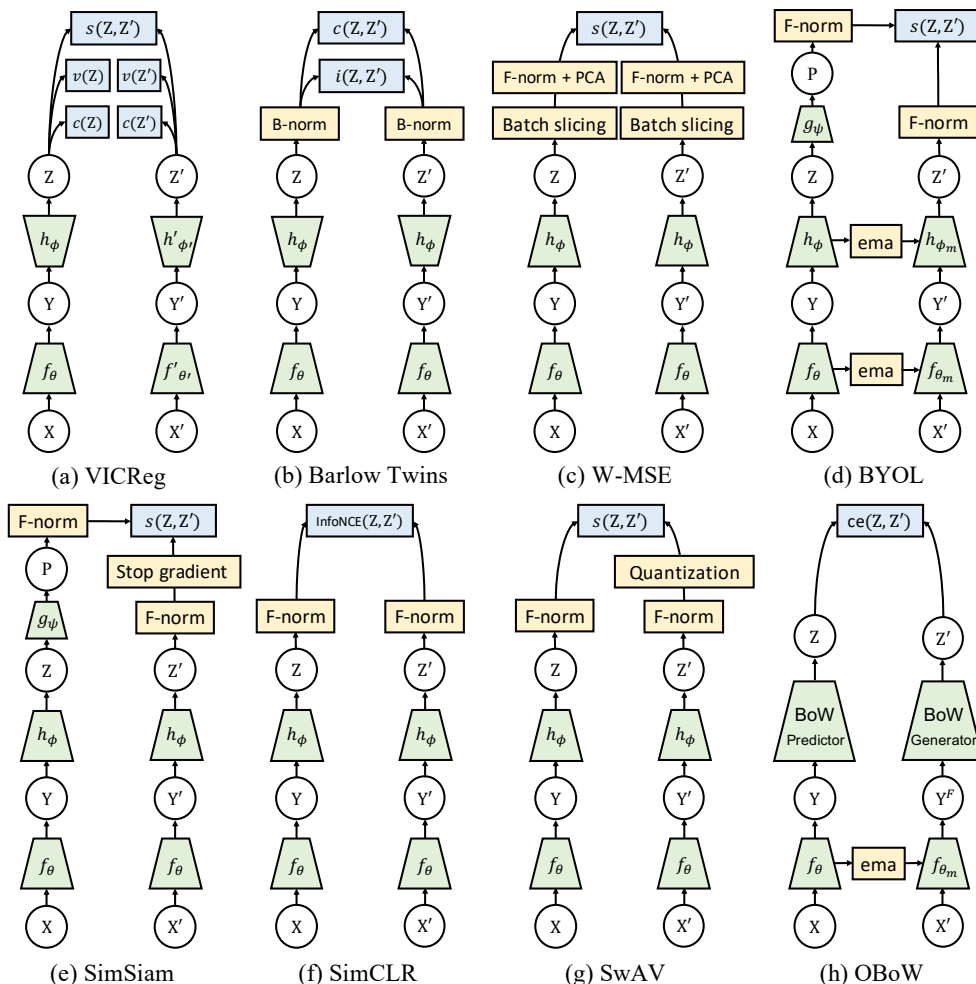 s(Z, Z′)
v(Z) v(Z′)
c(Z) c(Z′)
Z Z′
h_ϕ h′_ϕ′
Y Y′
f_θ f′_θ′
X X′
(a) VICReg
c(Z, Z′)
i(Z, Z′)
B-norm B-norm
Z Z′
h_ϕ h_ϕ
Y Y′
f_θ f_θ
X X′
(b) Barlow Twins
s(Z, Z′)
F-norm + PCA F-norm + PCA
Batch slicing Batch slicing
Z Z′
h_ϕ h_ϕ
Y Y′
f_θ f_θ
X X′
(c) W-MSE
F-norm s(Z, Z′)
P
g_ψ F-norm
Z Z′
h_ϕ ema h_ϕ_m
Y Y′
f_θ ema f_θ_m
X X′
(d) BYOL
F-norm s(Z, Z′)
P Stop gradient
g_ψ F-norm
Z Z′
h_ϕ h_ϕ
Y Y′
f_θ f_θ
X X′
(e) SimSiam
InfoNCE(Z, Z′)
F-norm F-norm
Z Z′
h_ϕ h_ϕ
Y Y′
f_θ f_θ
X X′
(f) SimCLR
s(Z, Z′)
Quantization
F-norm F-norm
Z Z′
h_ϕ h_ϕ
Y Y′
f_θ f_θ
X X′
(g) SwAV
ce(Z, Z′)
Z Z′
BoW BoW
Predictor Generator
Y Y^F
f_θ ema f_θ_m
X X′
(h) OBoW